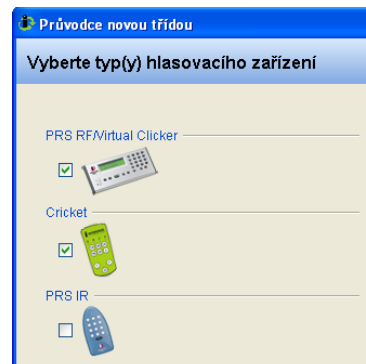 Průvodce novou třídou
Vyberte typ(y) hlasovacího zařízení
PRS RF/Virtual Clicker
Cricket
PRS IR